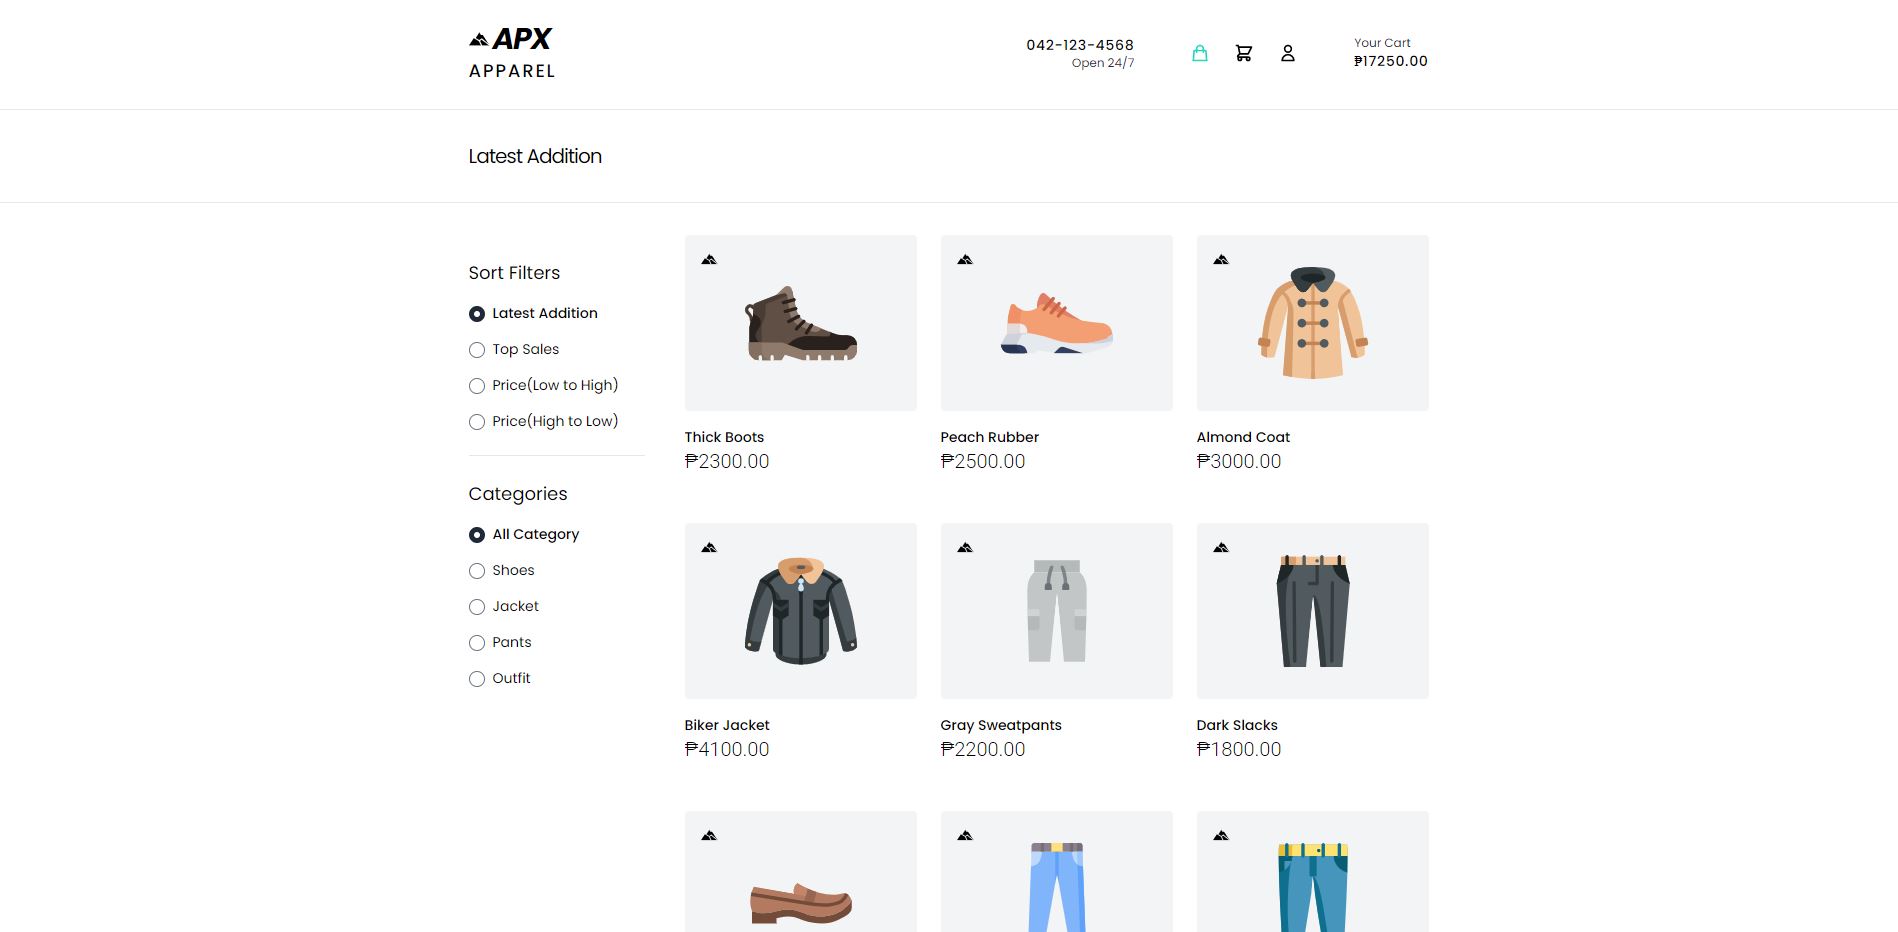 APX
APPAREL
042-123-4568
Open 24/7
Your Cart
₱17250.00
Latest Addition
Sort Filters
Latest Addition
Top Sales
Price(Low to High)
Price(High to Low)
Categories
All Category
Shoes
Jacket
Pants
Outfit
Thick Boots
₱2300.00
Peach Rubber
₱2500.00
Almond Coat
₱3000.00
Biker Jacket
₱4100.00
Gray Sweatpants
₱2200.00
Dark Slacks
₱1800.00